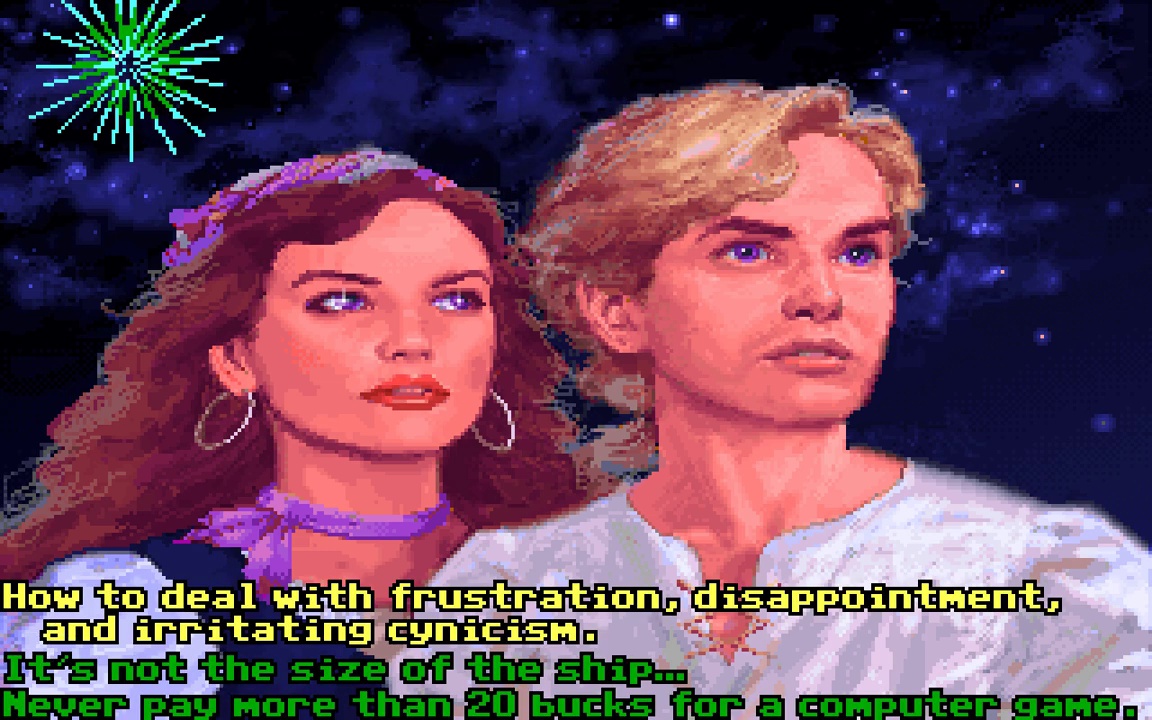 How to deal with frustration, disappointment,
and irritating cynicism.
It's not the size of the ship...
Never pay more than 20 bucks for a computer game.